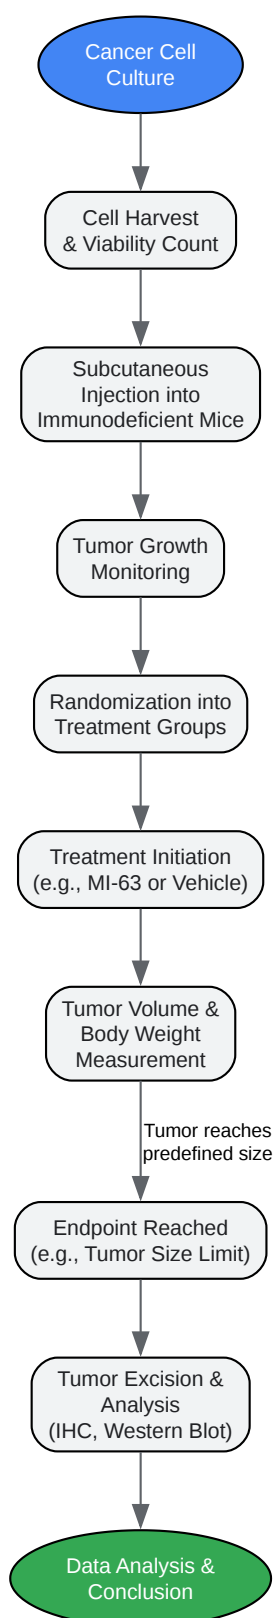 Cancer Cell
Culture
Cell Harvest
& Viability Count
Subcutaneous
Injection into
Immunodeficient Mice
Tumor Growth
Monitoring
Randomization into
Treatment Groups
Treatment Initiation
(e.g., MI-63 or Vehicle)
Tumor Volume &
Body Weight
Measurement
Tumor reaches
predefined size
Endpoint Reached
(e.g., Tumor Size Limit)
Tumor Excision &
Analysis
(IHC, Western Blot)
Data Analysis &
Conclusion